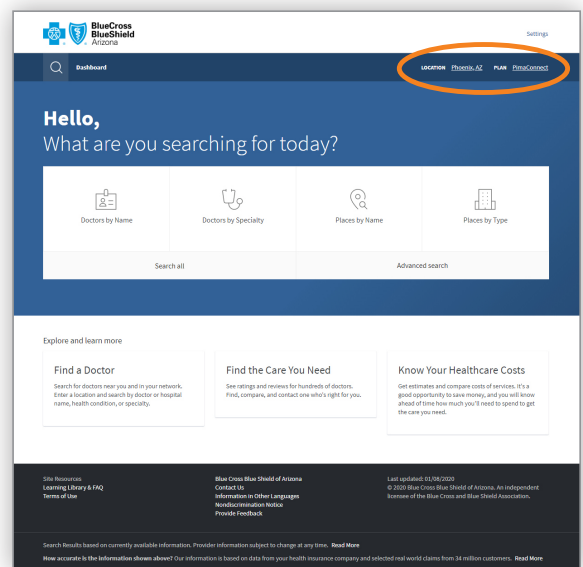 BlueCross
BlueShield
Arizona
Settings
Dashboard
LOCATION Phoenix, AZ PLAN PimaConnect
Hello,
What are you searching for today?
Doctors by Name
Doctors by Specialty
Places by Name
Places by Type
Search all
Advanced search
Explore and learn more
Find a Doctor
Search for doctors near you and in your network.
Enter a location and search by doctor or hospital
name, health condition, or specialty.
Find the Care You Need
See ratings and reviews for hundreds of doctors.
Find, compare, and contact one who's right for you.
Know Your Healthcare Costs
Get estimates and compare costs of services. It's a
good opportunity to save money, and you will know
ahead of time how much you'll need to spend to get
the care you need.
Site Resources
Learning Library & FAQ
Terms of Use
Blue Cross Blue Shield of Arizona
Contact Us
Information in Other Languages
Nondiscrimination Notice
Provide Feedback
Last updated: 01/08/2020
© 2020 Blue Cross Blue Shield of Arizona. An independent
licensee of the Blue Cross and Blue Shield Association.
Search Results based on currently available information. Provider information subject to change at any time. Read More
How accurate is the information shown above? Our information is based on data from your health insurance company and selected real world claims from 34 million customers. Read More